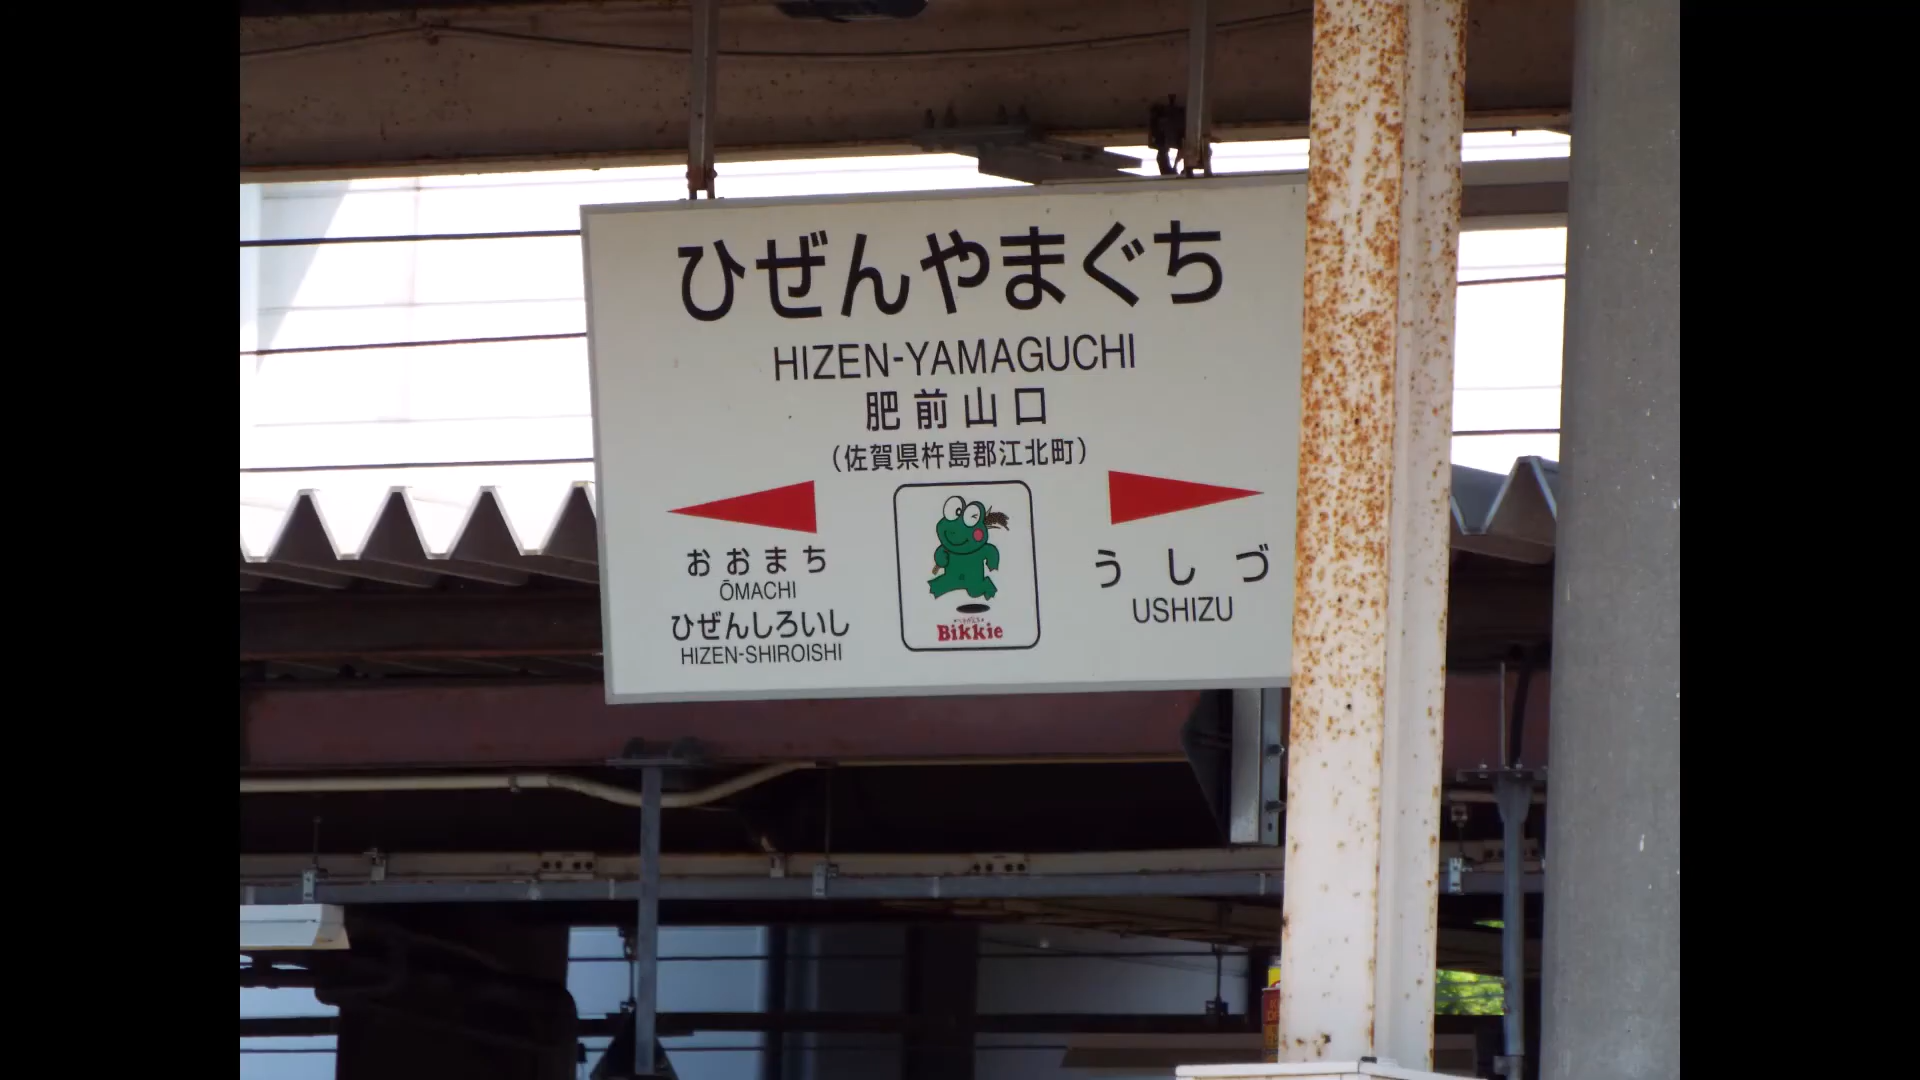 ひぜんやまぐち
HIZEN-YAMAGUCHI
肥前山口
(佐賀県杵島郡江北町)
おおまち
ŌMACHI
ひぜんしろいし
HIZEN-SHIROISHI
うしづ
USHIZU
Bikkie